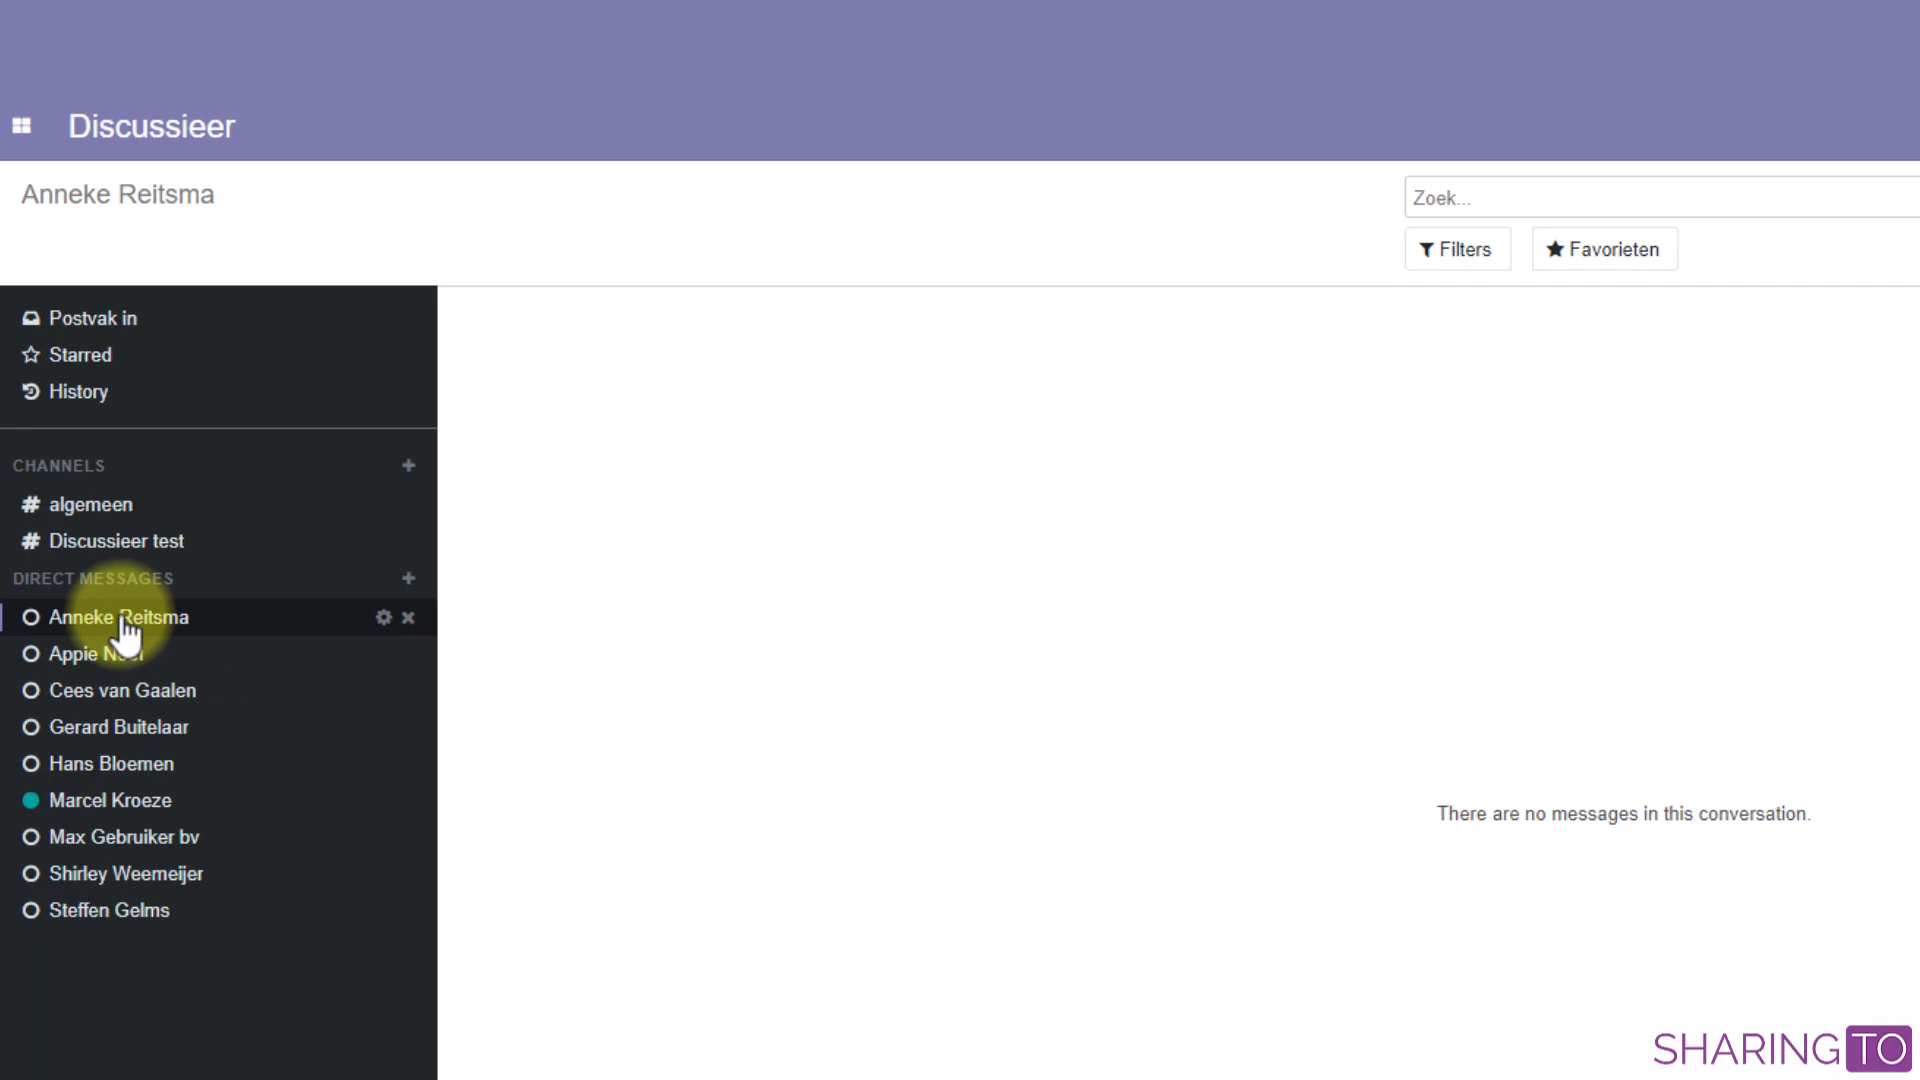 Discussieer
Anneke Reitsma
Zoek...
Filters
Favorieten
Postvak in
Starred
History
CHANNELS
# algemeen
# Discussieer test
DIRECT MESSAGES
Anneke Reitsma
Appie
Cees van Gaalen
Gerard Buitelaar
Hans Bloemen
Marcel Kroeze
Max Gebruiker bv
Shirley Weemeijer
Steffen Gelms
There are no messages in this conversation.
SHARINGTO